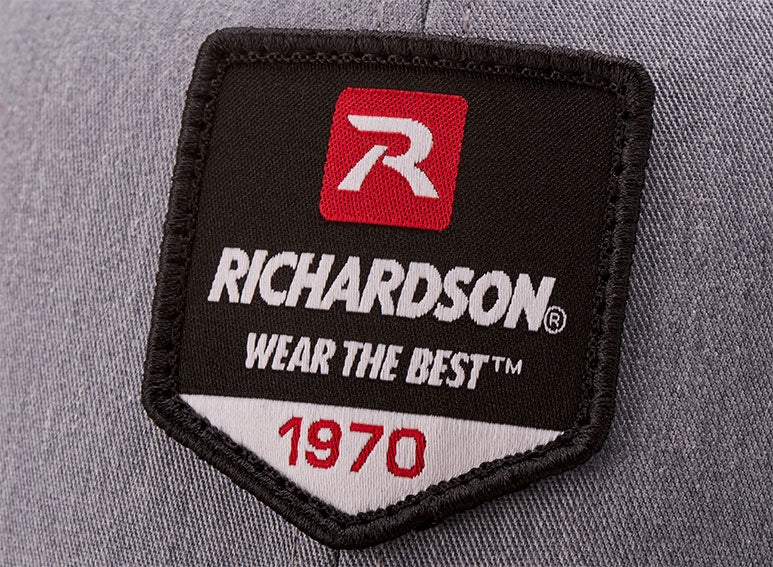 R
RICHARDSON®
WEAR THE BEST™
1970